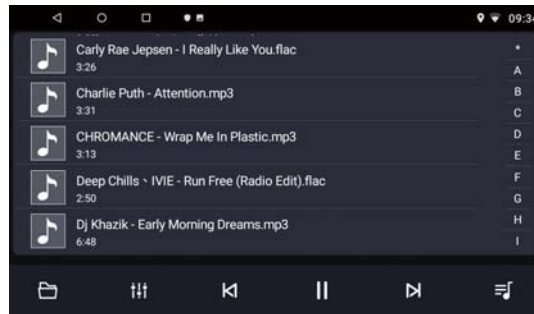 09:34
Carly Rae Jepsen - I Really Like You.flac
3:26
Charlie Puth - Attention.mp3
3:31
CHROMANCE - Wrap Me In Plastic.mp3
3:13
Deep Chills、IVIE - Run Free (Radio Edit).flac
2:50
Dj Khazik - Early Morning Dreams.mp3
6:48
*
A
B
C
D
E
F
G
H
I